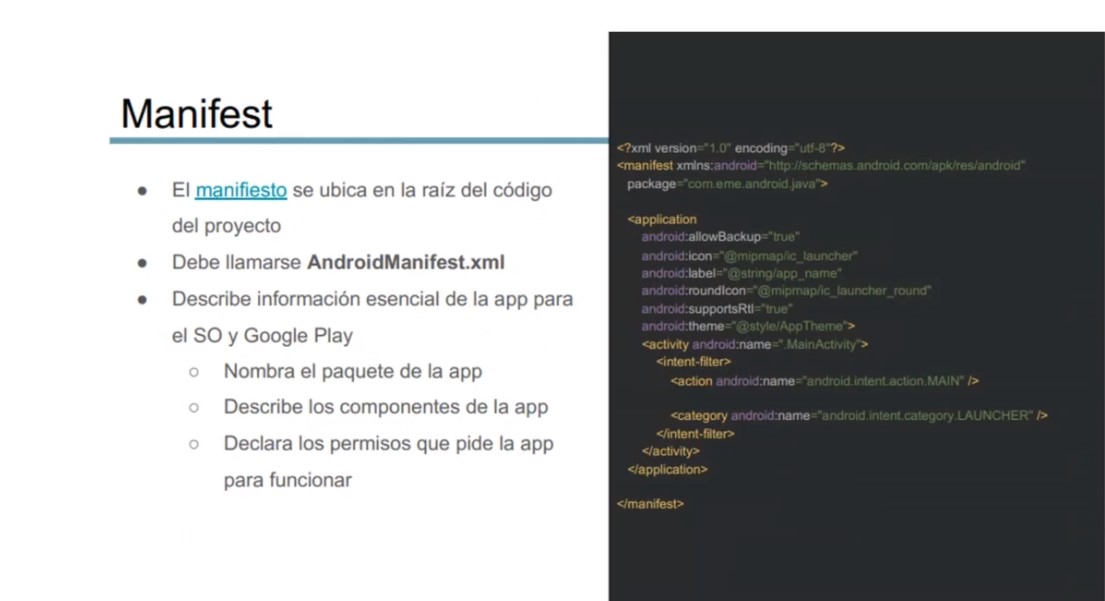 Manifest
● El manifiesto se ubica en la raíz del código
del proyecto
● Debe llamarse AndroidManifest.xml
● Describe información esencial de la app para
el SO y Google Play
○ Nombra el paquete de la app
○ Describe los componentes de la app
○ Declara los permisos que pide la app
para funcionar
<?xml version="1.0" encoding="utf-8"?>
<manifest xmlns:android="http://schemas.android.com/apk/res/android"
package="com.eme.android.java">
<application
android:allowBackup="true"
android:icon="@mipmap/ic_launcher"
android:label="@string/app_name"
android:roundIcon="@mipmap/ic_launcher_round"
android:supportsRtl="true"
android:theme="@style/AppTheme">
<activity android:name=".MainActivity">
<intent-filter>
<action android:name="android.intent.action.MAIN" />
<category android:name="android.intent.category.LAUNCHER" />
</intent-filter>
</activity>
</application>
</manifest>